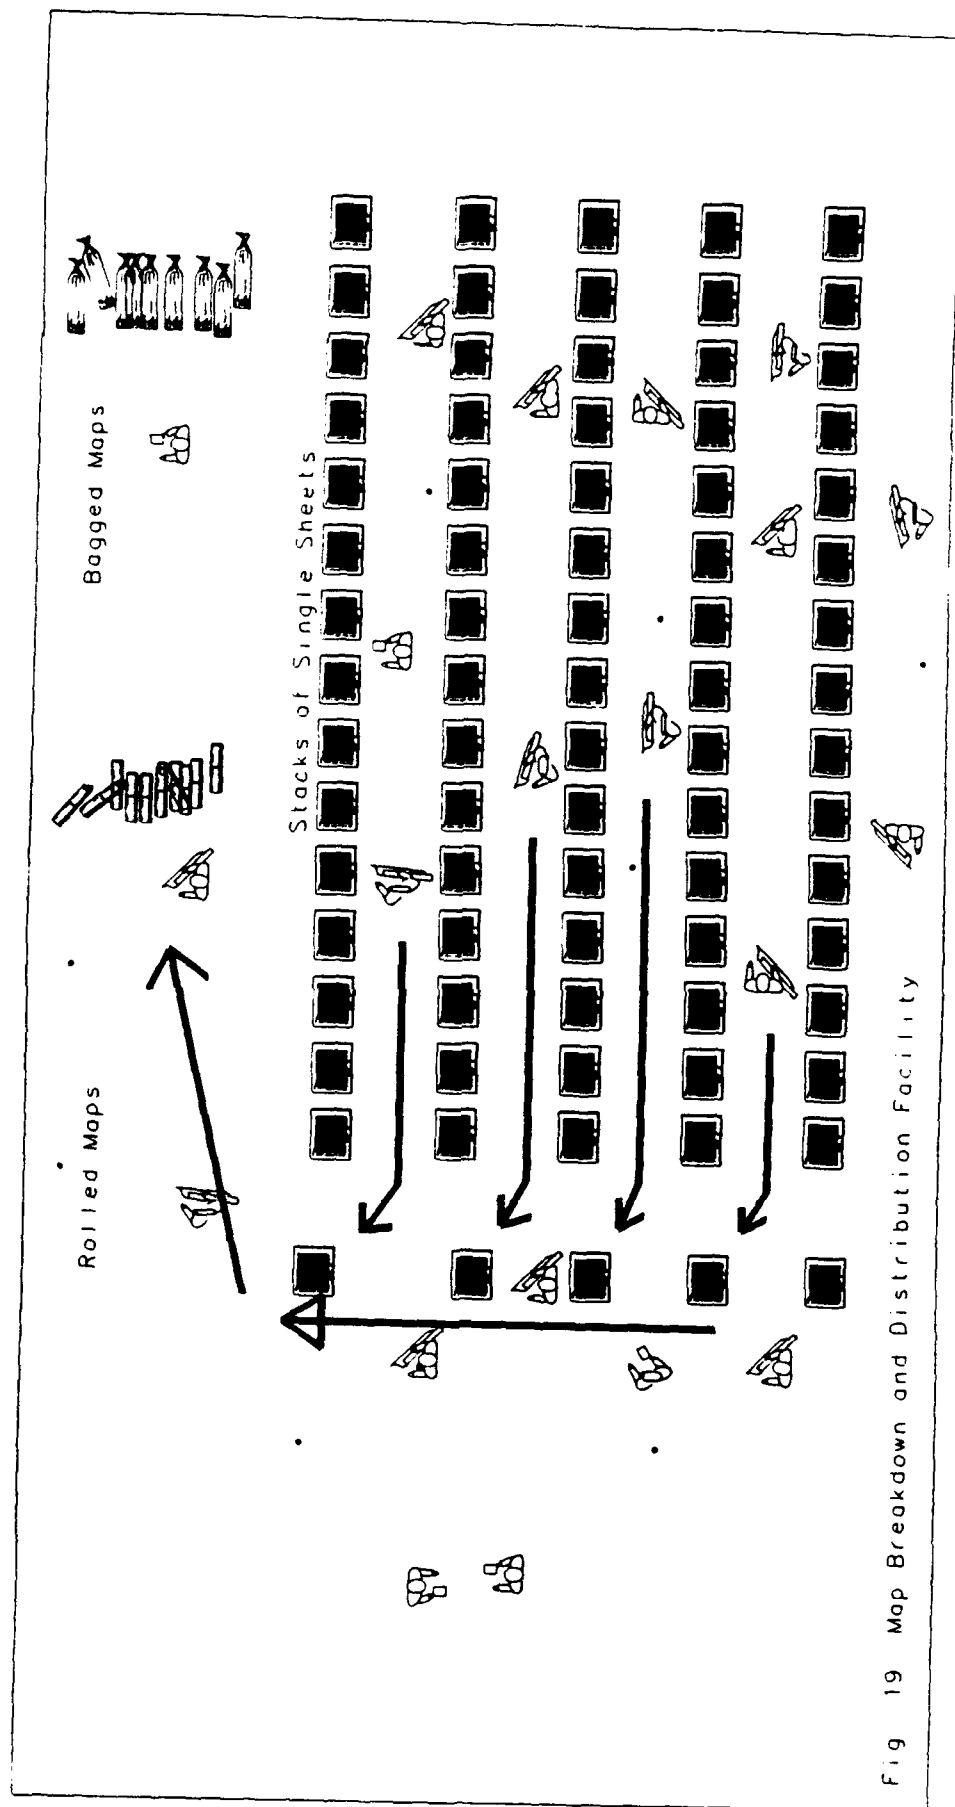 Rolled Maps
Bagged Maps
Stacks of Single Sheets
Fig 19 Map Breakdown and Distribution Facility